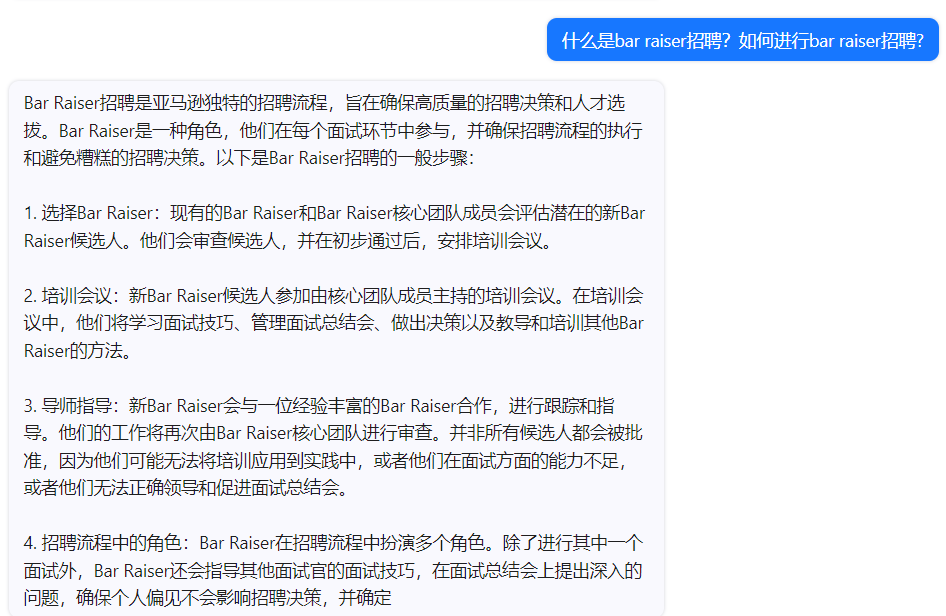 什么是bar raiser招聘？如何进行bar raiser招聘?
Bar Raiser招聘是亚马逊独特的招聘流程，旨在确保高质量的招聘决策和人才选
拔。Bar Raiser是一种角色，他们在每个面试环节中参与，并确保招聘流程的执行
和避免糟糕的招聘决策。以下是Bar Raiser招聘的一般步骤：
1. 选择Bar Raiser：现有的Bar Raiser和Bar Raiser核心团队成员会评估潜在的新Bar
Raiser候选人。他们会审查候选人，并在初步通过后，安排培训会议。
2. 培训会议：新Bar Raiser候选人参加由核心团队成员主持的培训会议。在培训会
议中，他们将学习面试技巧、管理面试总结会、做出决策以及教导和培训其他Bar
Raiser的方法。
3. 导师指导：新Bar Raiser会与一位经验丰富的Bar Raiser合作，进行跟踪和指
导。他们的工作将再次由Bar Raiser核心团队进行审查。并非所有候选人都会被批
准，因为他们可能无法将培训应用到实践中，或者他们在面试方面的能力不足，
或者他们无法正确领导和促进面试总结会。
4. 招聘流程中的角色：Bar Raiser在招聘流程中扮演多个角色。除了进行其中一个
面试外，Bar Raiser还会指导其他面试官的面试技巧，在面试总结会上提出深入的
问题，确保个人偏见不会影响招聘决策，并确定